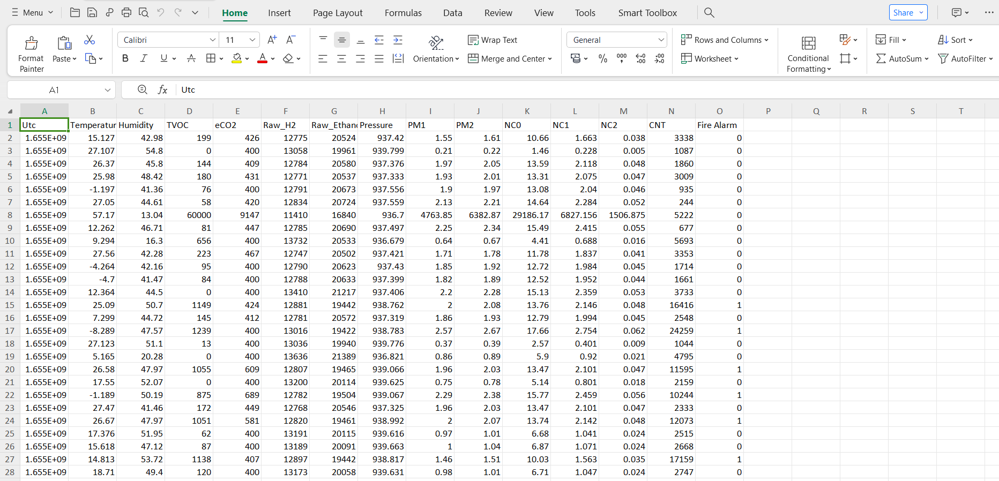 Menu Home Insert Page Layout Formulas Data Review View Tools Smart Toolbox Share
Format Painter Paste Calibri 11 A+ A- B I U A A Orientation Wrap Text Merge and Center General % 000 Rows and Columns Worksheet Conditional Formatting Fill AutoSum Sort AutoFilter
A1 fx Utc
A B C D E F G H I J K L M N O P Q R S T
1 Utc Temperatur Humidity TVOC eCO2 Raw_H2 Raw_Ethano Pressure PM1 PM2 NC0 NC1 NC2 CNT Fire Alarm
2 1.655E+09 15.127 42.98 199 426 12775 20524 937.42 1.55 1.61 10.66 1.663 0.038 3338 0
3 1.655E+09 27.107 54.8 0 400 13058 19961 939.799 0.21 0.22 1.46 0.228 0.005 1087 0
4 1.655E+09 26.37 45.8 144 409 12784 20580 937.376 1.97 2.05 13.59 2.118 0.048 1860 0
5 1.655E+09 25.98 48.42 180 431 12771 20537 937.333 1.93 2.01 13.31 2.075 0.047 3009 0
6 1.655E+09 -1.197 41.36 76 400 12791 20673 937.556 1.9 1.97 13.08 2.04 0.046 935 0
7 1.655E+09 27.05 44.61 58 420 12834 20724 937.559 2.13 2.21 14.64 2.284 0.052 244 0
8 1.655E+09 57.17 13.04 60000 9147 11410 16840 936.7 4763.85 6382.87 29186.17 6827.156 1506.875 5222 0
9 1.655E+09 12.262 46.71 81 447 12785 20690 937.497 2.25 2.34 15.49 2.415 0.055 677 0
10 1.655E+09 9.294 16.3 656 400 13732 20533 936.679 0.64 0.67 4.41 0.688 0.016 5693 0
11 1.655E+09 27.56 42.28 223 467 12747 20502 937.421 1.71 1.78 11.78 1.837 0.041 3353 0
12 1.655E+09 -4.264 42.16 95 400 12790 20623 937.43 1.85 1.92 12.72 1.984 0.045 1714 0
13 1.655E+09 -4.7 41.47 84 400 12788 20633 937.399 1.82 1.89 12.52 1.952 0.044 1661 0
14 1.655E+09 12.364 44.5 0 400 13410 21217 937.406 2.2 2.28 15.13 2.359 0.053 3733 0
15 1.655E+09 25.09 50.7 1149 424 12881 19442 938.762 2 2.08 13.76 2.146 0.048 16416 1
16 1.655E+09 7.299 44.72 145 412 12781 20572 937.319 1.86 1.93 12.79 1.994 0.045 2548 0
17 1.655E+09 -8.289 47.57 1239 400 13016 19422 938.783 2.57 2.67 17.66 2.754 0.062 24259 1
18 1.655E+09 27.123 51.1 13 400 13036 19940 939.776 0.37 0.39 2.57 0.401 0.009 1044 0
19 1.655E+09 5.165 20.28 0 400 13636 21389 936.821 0.86 0.89 5.9 0.92 0.021 4795 0
20 1.655E+09 26.58 47.97 1055 609 12807 19465 939.066 1.96 2.03 13.47 2.101 0.047 11595 1
21 1.655E+09 17.55 52.07 0 400 13200 20114 939.625 0.75 0.78 5.14 0.801 0.018 2159 0
22 1.655E+09 -1.189 50.19 875 689 12782 19504 939.067 2.29 2.38 15.77 2.459 0.056 10244 1
23 1.655E+09 27.47 41.46 172 449 12768 20546 937.325 1.96 2.03 13.47 2.101 0.047 2333 0
24 1.655E+09 26.67 47.97 1051 581 12820 19461 938.992 2 2.07 13.74 2.142 0.048 12073 1
25 1.655E+09 17.376 51.95 62 400 13191 20115 939.616 0.97 1.01 6.68 1.041 0.024 2515 0
26 1.655E+09 15.618 47.12 87 400 13189 20091 939.663 1 1.04 6.87 1.071 0.024 2668 0
27 1.655E+09 14.813 53.72 1138 407 12897 19442 938.817 1.46 1.51 10.03 1.563 0.035 17159 1
28 1.655E+09 18.71 49.4 120 400 13173 20058 939.631 0.98 1.01 6.71 1.047 0.024 2747 0